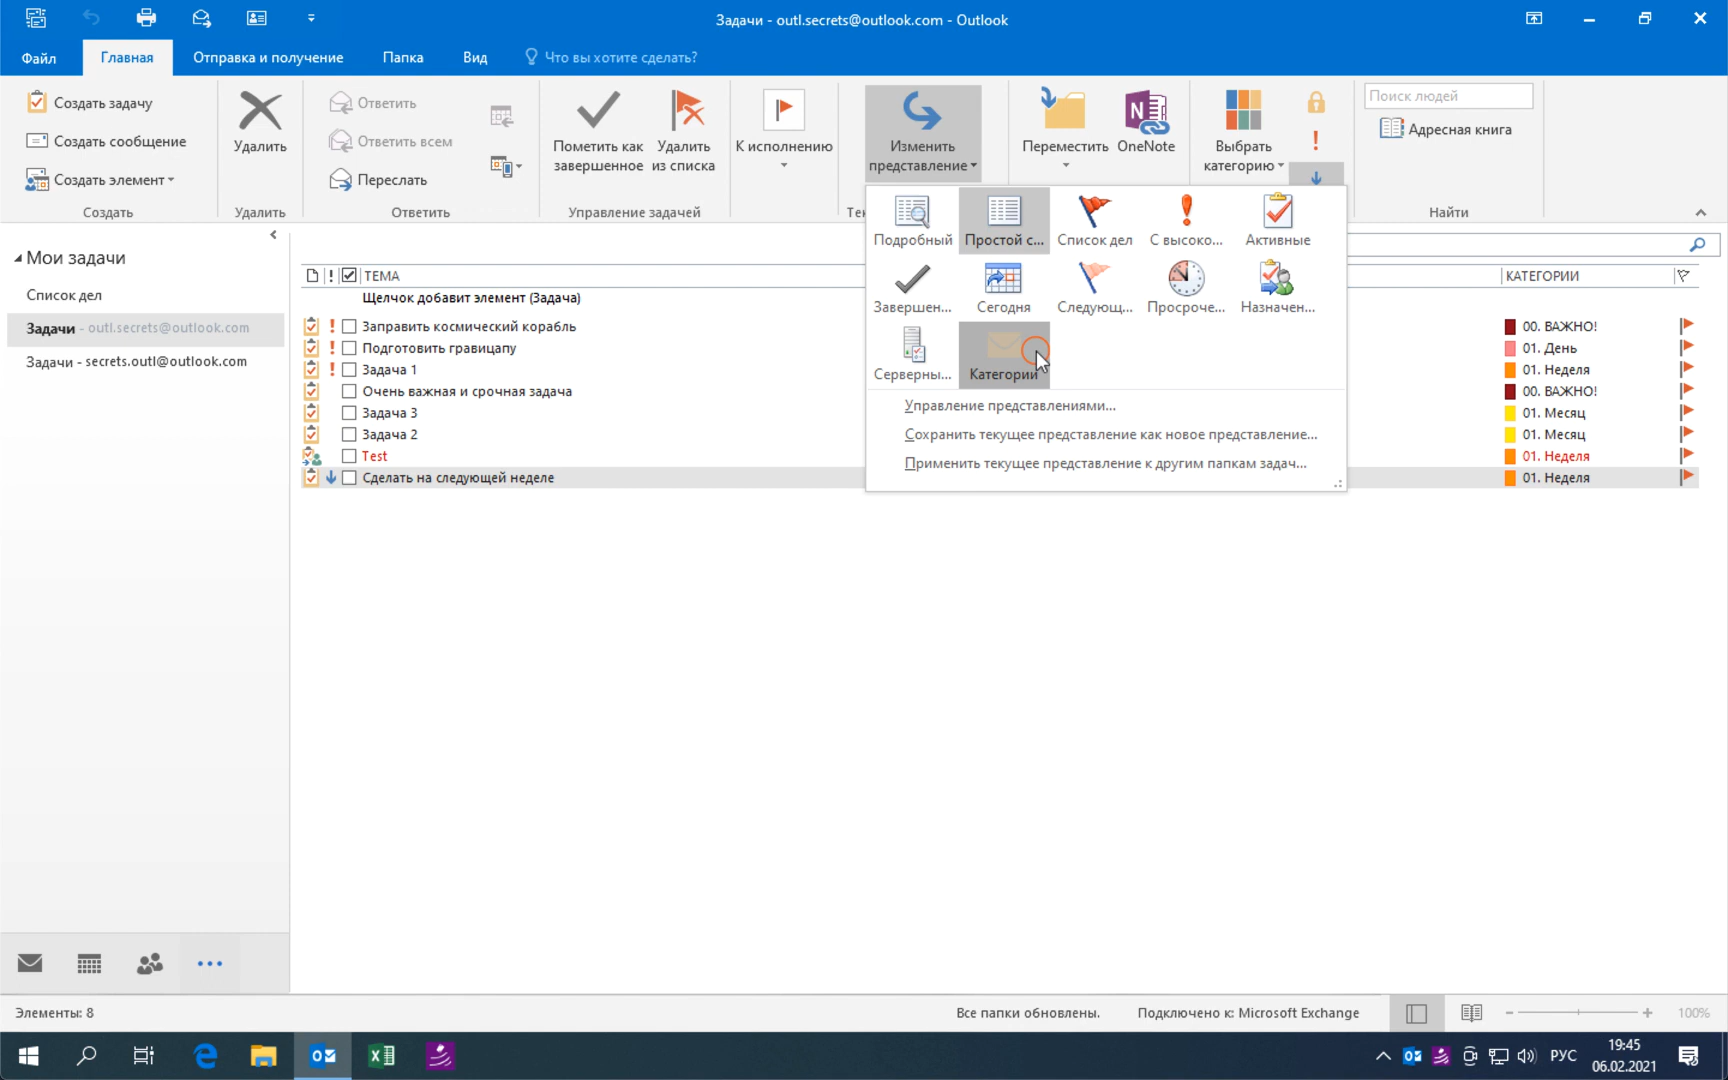 Задачи - outl.secrets@outlook.com - Outlook
Файл
Главная
Отправка и получение
Папка
Вид
Что вы хотите сделать?
Создать задачу
Создать сообщение
Создать элемент
Создать
Удалить
Удалить
Ответить
Ответить всем
Переслать
Ответить
Пометить как
завершенное
Удалить
из списка
Управление задачей
К исполнению
Изменить
представление
Те
Переместить
OneNote
Выбрать
категорию
Поиск людей
Адресная книга
Найти
Подробный
Простой с...
Список дел
С высоко...
Активные
Завершен...
Сегодня
Следующ...
Просроче...
Назначен...
Серверны...
Категории
Управление представлениями...
Сохранить текущее представление как новое представление...
Применить текущее представление к другим папкам задач...
Мои задачи
Список дел
Задачи - outl.secrets@outlook.com
Задачи - secrets.outl@outlook.com
ТЕМА
КАТЕГОРИИ
Щелчок добавит элемент (Задача)
Заправить космический корабль
00. ВАЖНО!
Подготовить гравицапу
01. День
Задача 1
01. Неделя
Очень важная и срочная задача
00. ВАЖНО!
Задача 3
01. Месяц
Задача 2
01. Месяц
Test
01. Неделя
Сделать на следующей неделе
01. Неделя
Элементы: 8
Все папки обновлены.
Подключено к: Microsoft Exchange
100%
РУС
19:45
06.02.2021